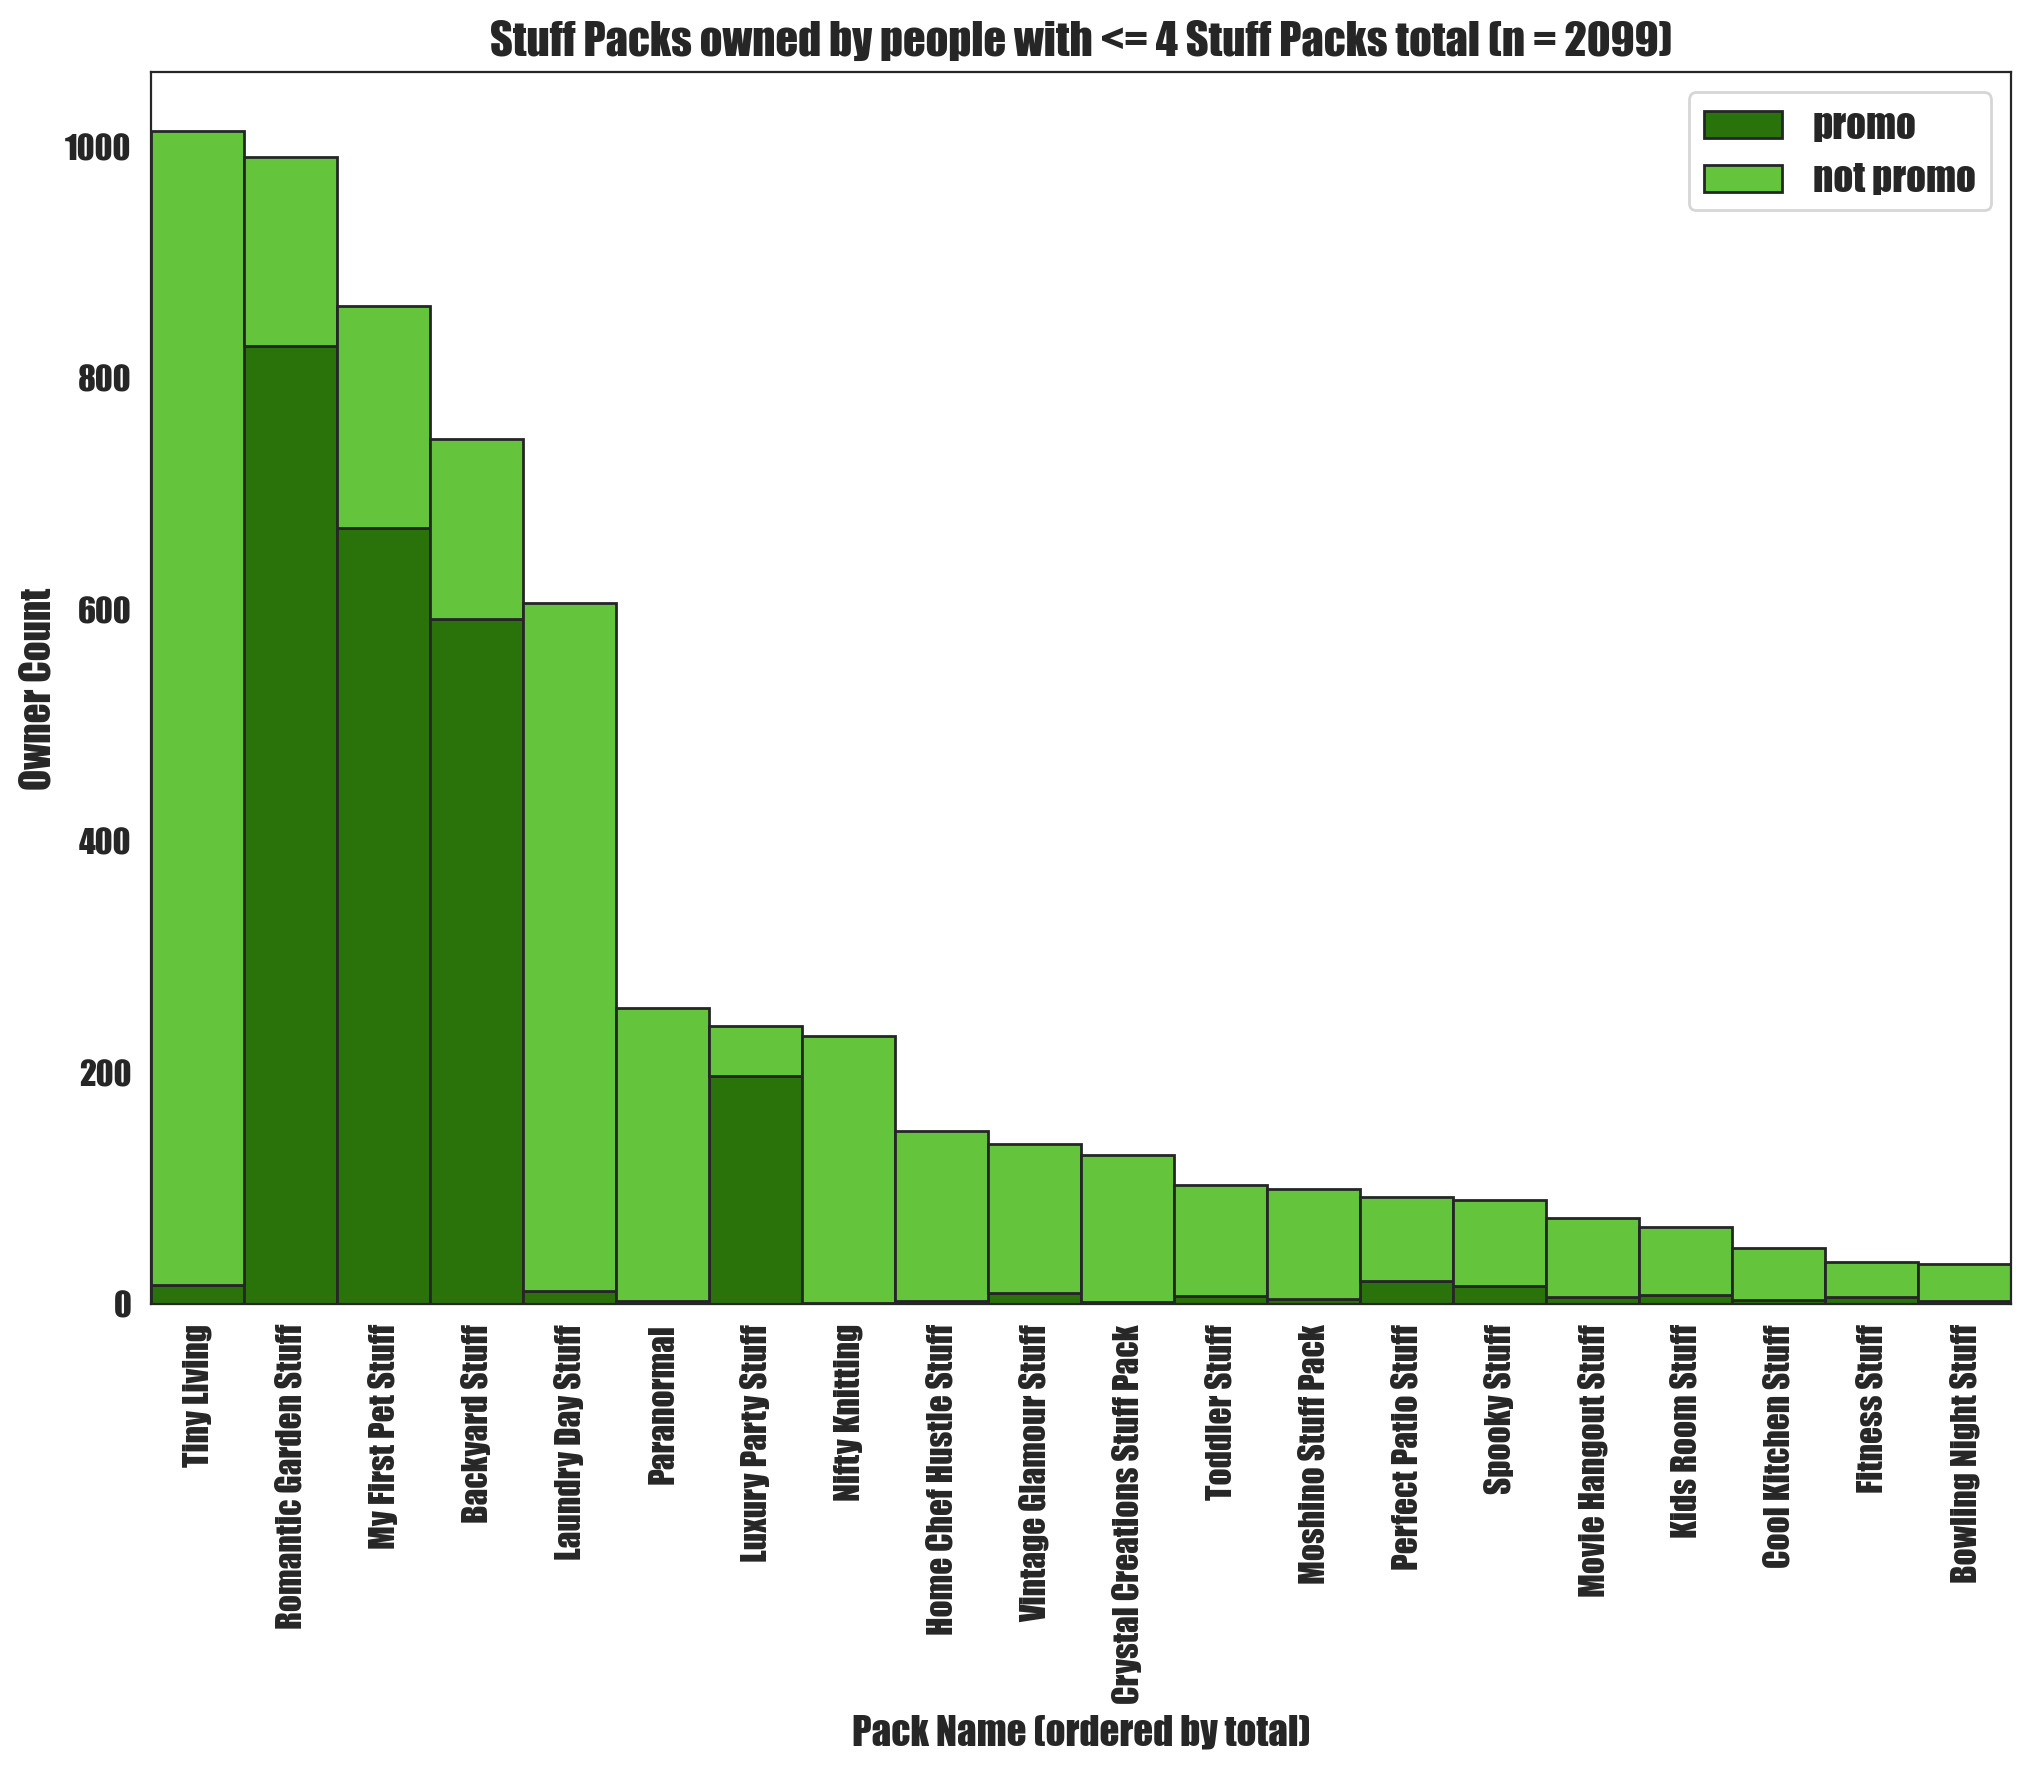 Stuff Packs owned by people with <= 4 Stuff Packs total (n = 2099)
promo
not promo
Owner Count
1000
800
600
400
200
0
Tiny Living
Romantic Garden Stuff
My First Pet Stuff
Backyard Stuff
Laundry Day Stuff
Paranormal
Luxury Party Stuff
Nifty Knitting
Home Chef Hustle Stuff
Vintage Glamour Stuff
Crystal Creations Stuff Pack
Toddler Stuff
Moshino Stuff Pack
Perfect Patio Stuff
Spooky Stuff
Movie Hangout Stuff
Kids Room Stuff
Cool Kitchen Stuff
Fitness Stuff
Bowling Night Stuff
Pack Name (ordered by total)